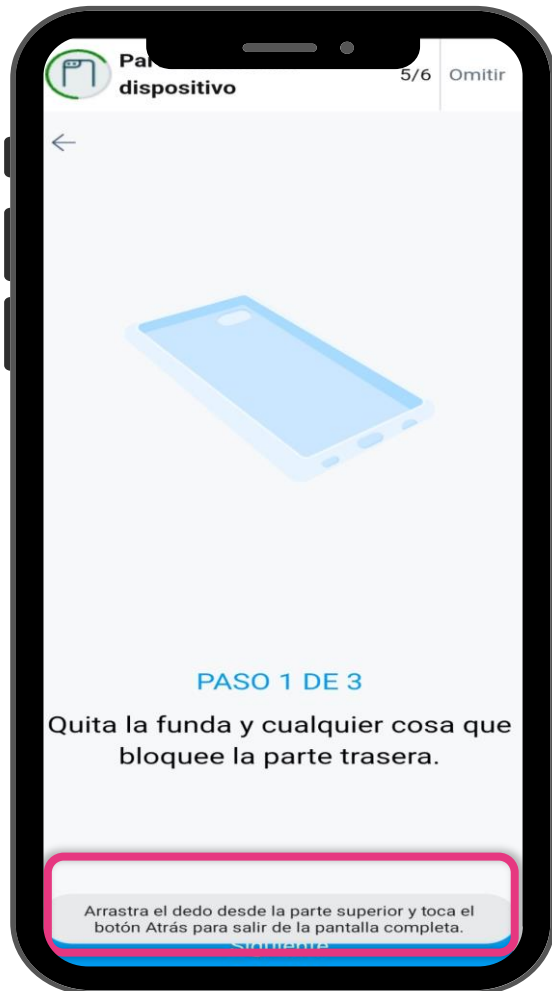 dispositivo
5/6
Omitir
PASO 1 DE 3
Quita la funda y cualquier cosa que
bloquee la parte trasera.
Arrastra el dedo desde la parte superior y toca el
botón Atrás para salir de la pantalla completa.
Siguiente